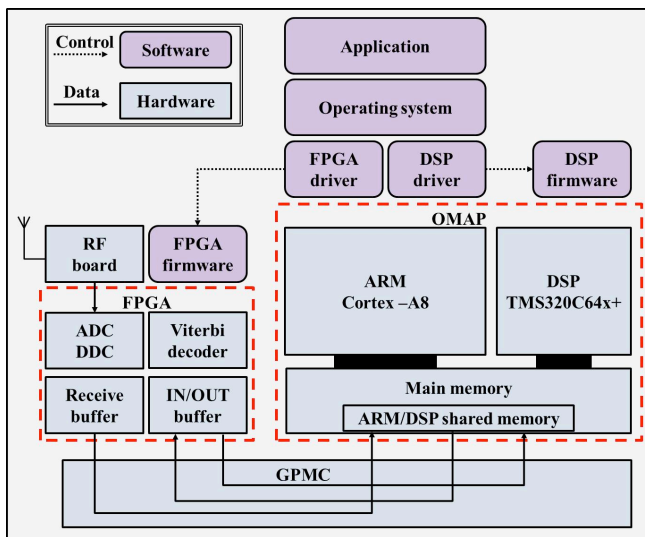 Control
Software
Data
Hardware
Application
Operating system
FPGA
driver
DSP
driver
DSP
firmware
RF
board
FPGA
firmware
OMAP
ARM
Cortex –A8
DSP
TMS320C64x+
FPGA
ADC
DDC
Viterbi
decoder
Receive
buffer
IN/OUT
buffer
Main memory
ARM/DSP shared memory
GPMC